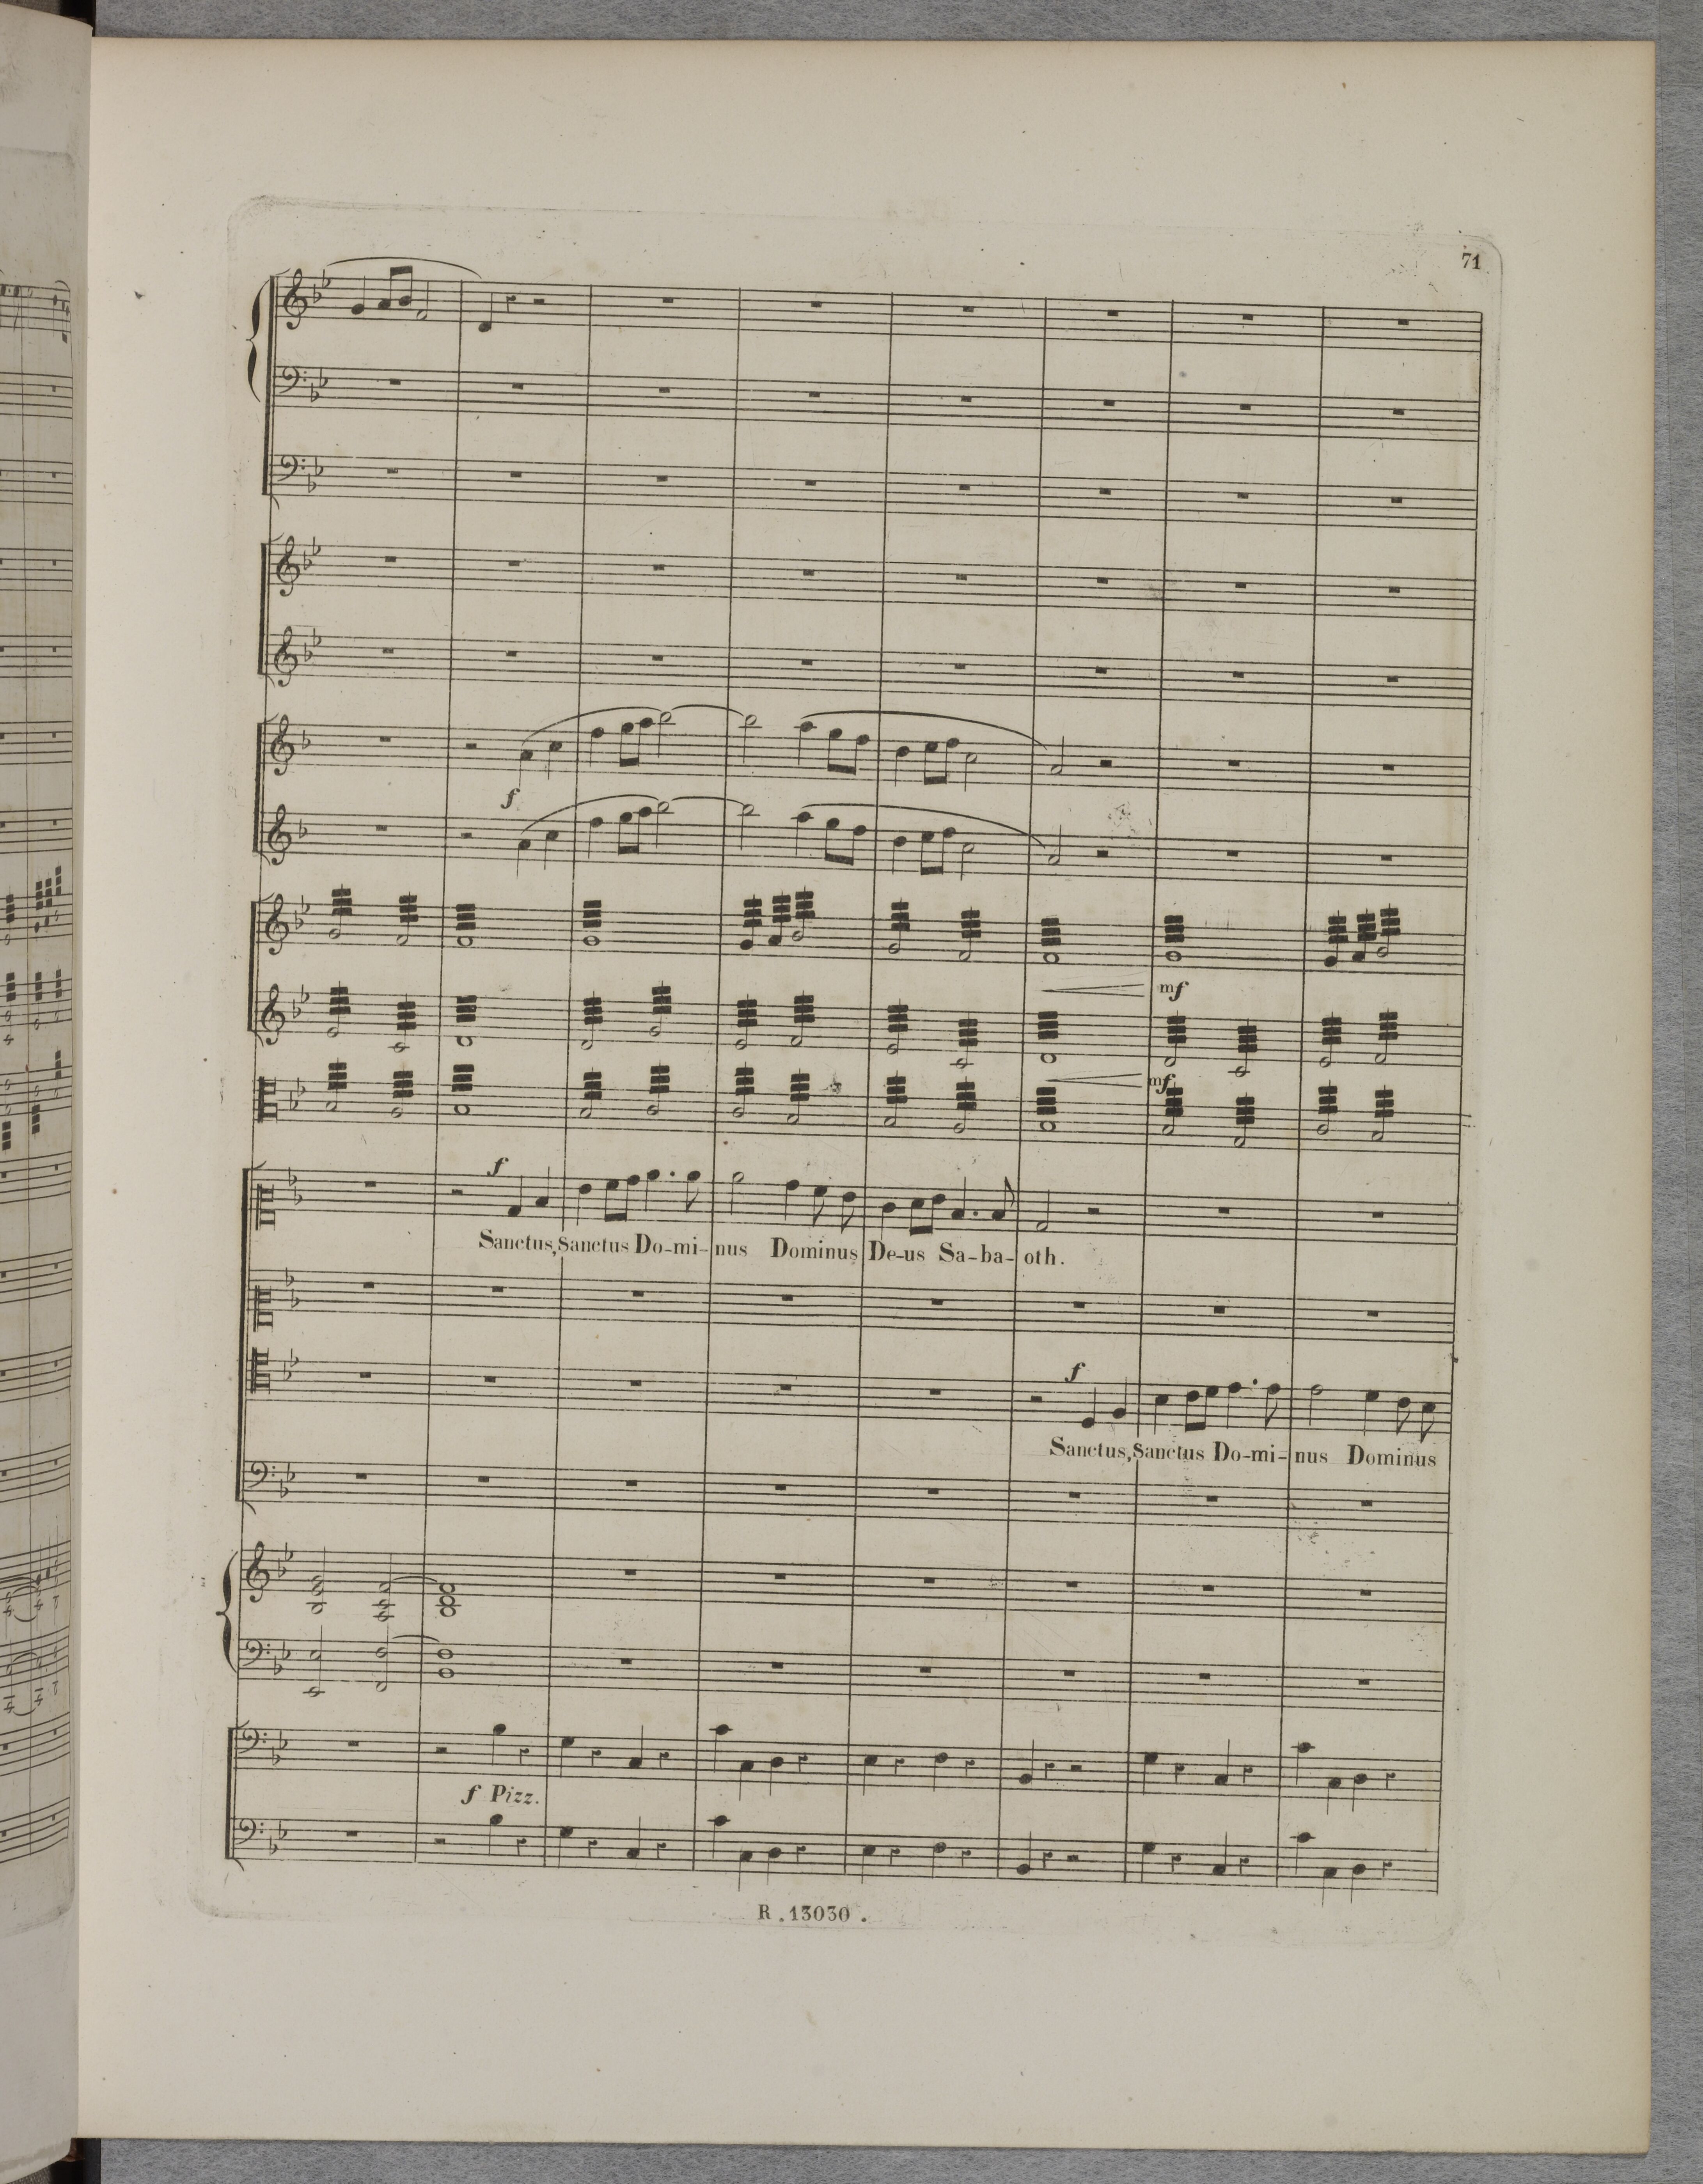 71
f
mf
mf
f
Sanctus, Sanctus Do-mi-nus Dominus De-us Sa-ba-oth.
f
Sanctus, Sanctus Do-mi-nus Dominus
f Pizz.
R. 13030.